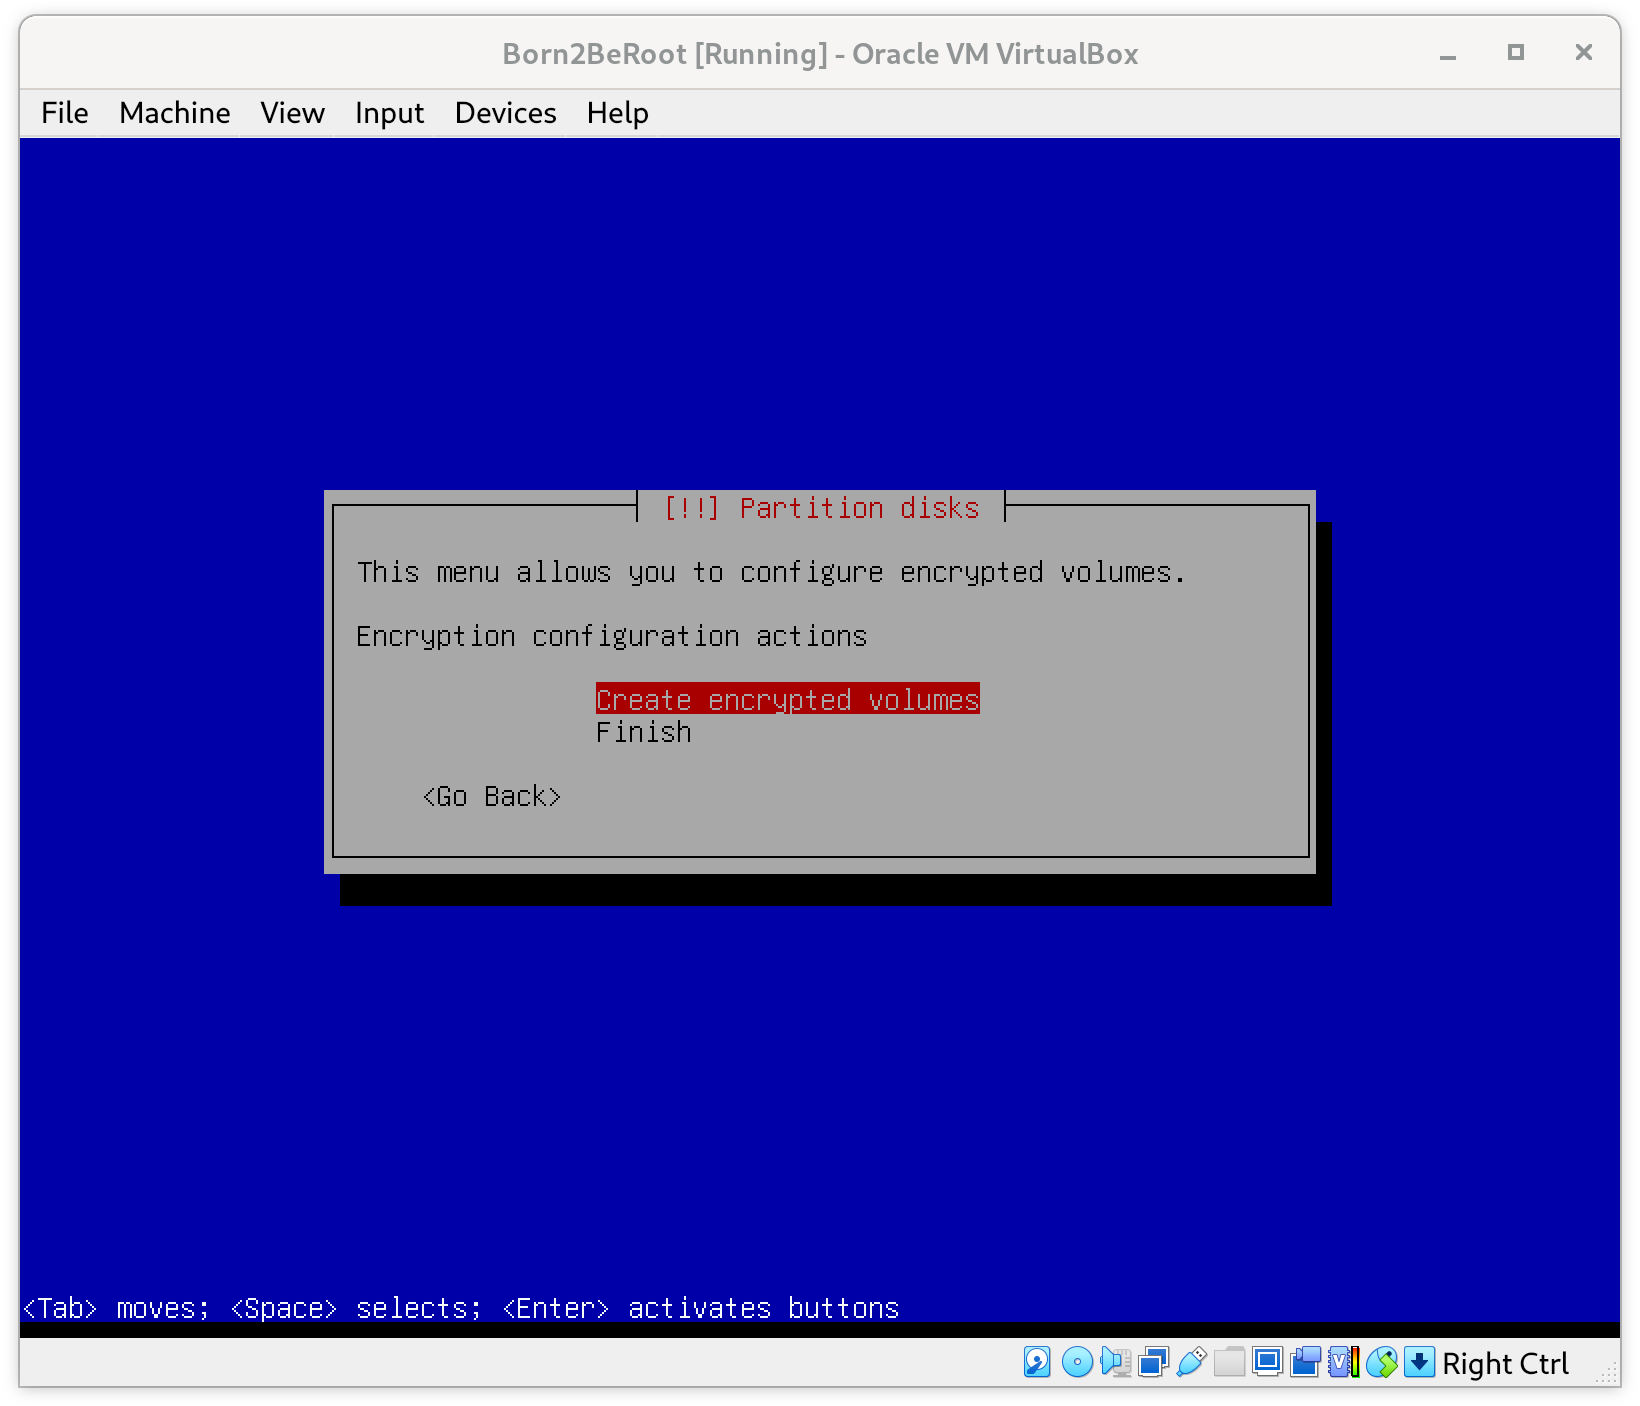 Born2BeRoot [Running] - Oracle VM VirtualBox
File Machine View Input Devices Help
[!!] Partition disks
This menu allows you to configure encrypted volumes.
Encryption configuration actions
Create encrypted volumes
Finish
<Go Back>
<Tab> moves; <Space> selects; <Enter> activates buttons
Right Ctrl